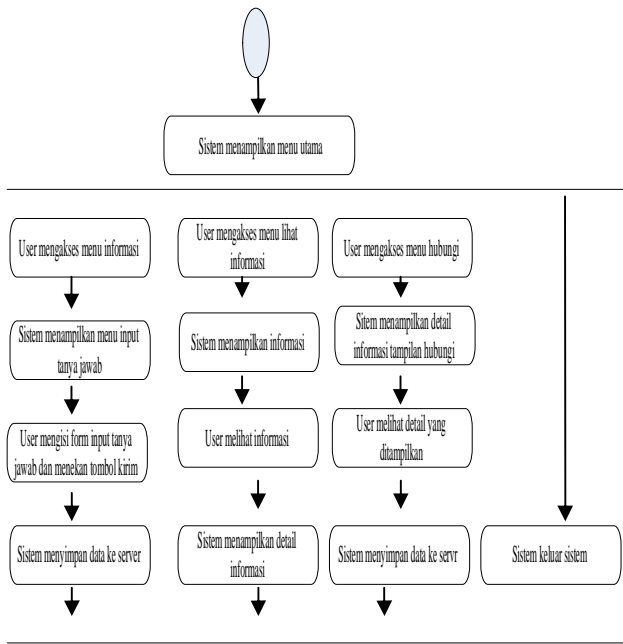 Sistem menampilkan menu utama
User mengakses menu informasi
Sistem menampilkan menu input
tanya jawab
User mengisi form input tanya
jawab dan menekan tombol kirim
Sistem menyimpan data ke server
User mengakses menu lihat
informasi
Sistem menampilkan informasi
User melihat informasi
Sistem menampilkan detail
informasi
User mengakses menu hubungi
Sitem menampilkan detail
informasi tampilan hubungi
User melihat detail yang
ditampilkan
Sistem menyimpan data ke servr
Sistem keluar sistem